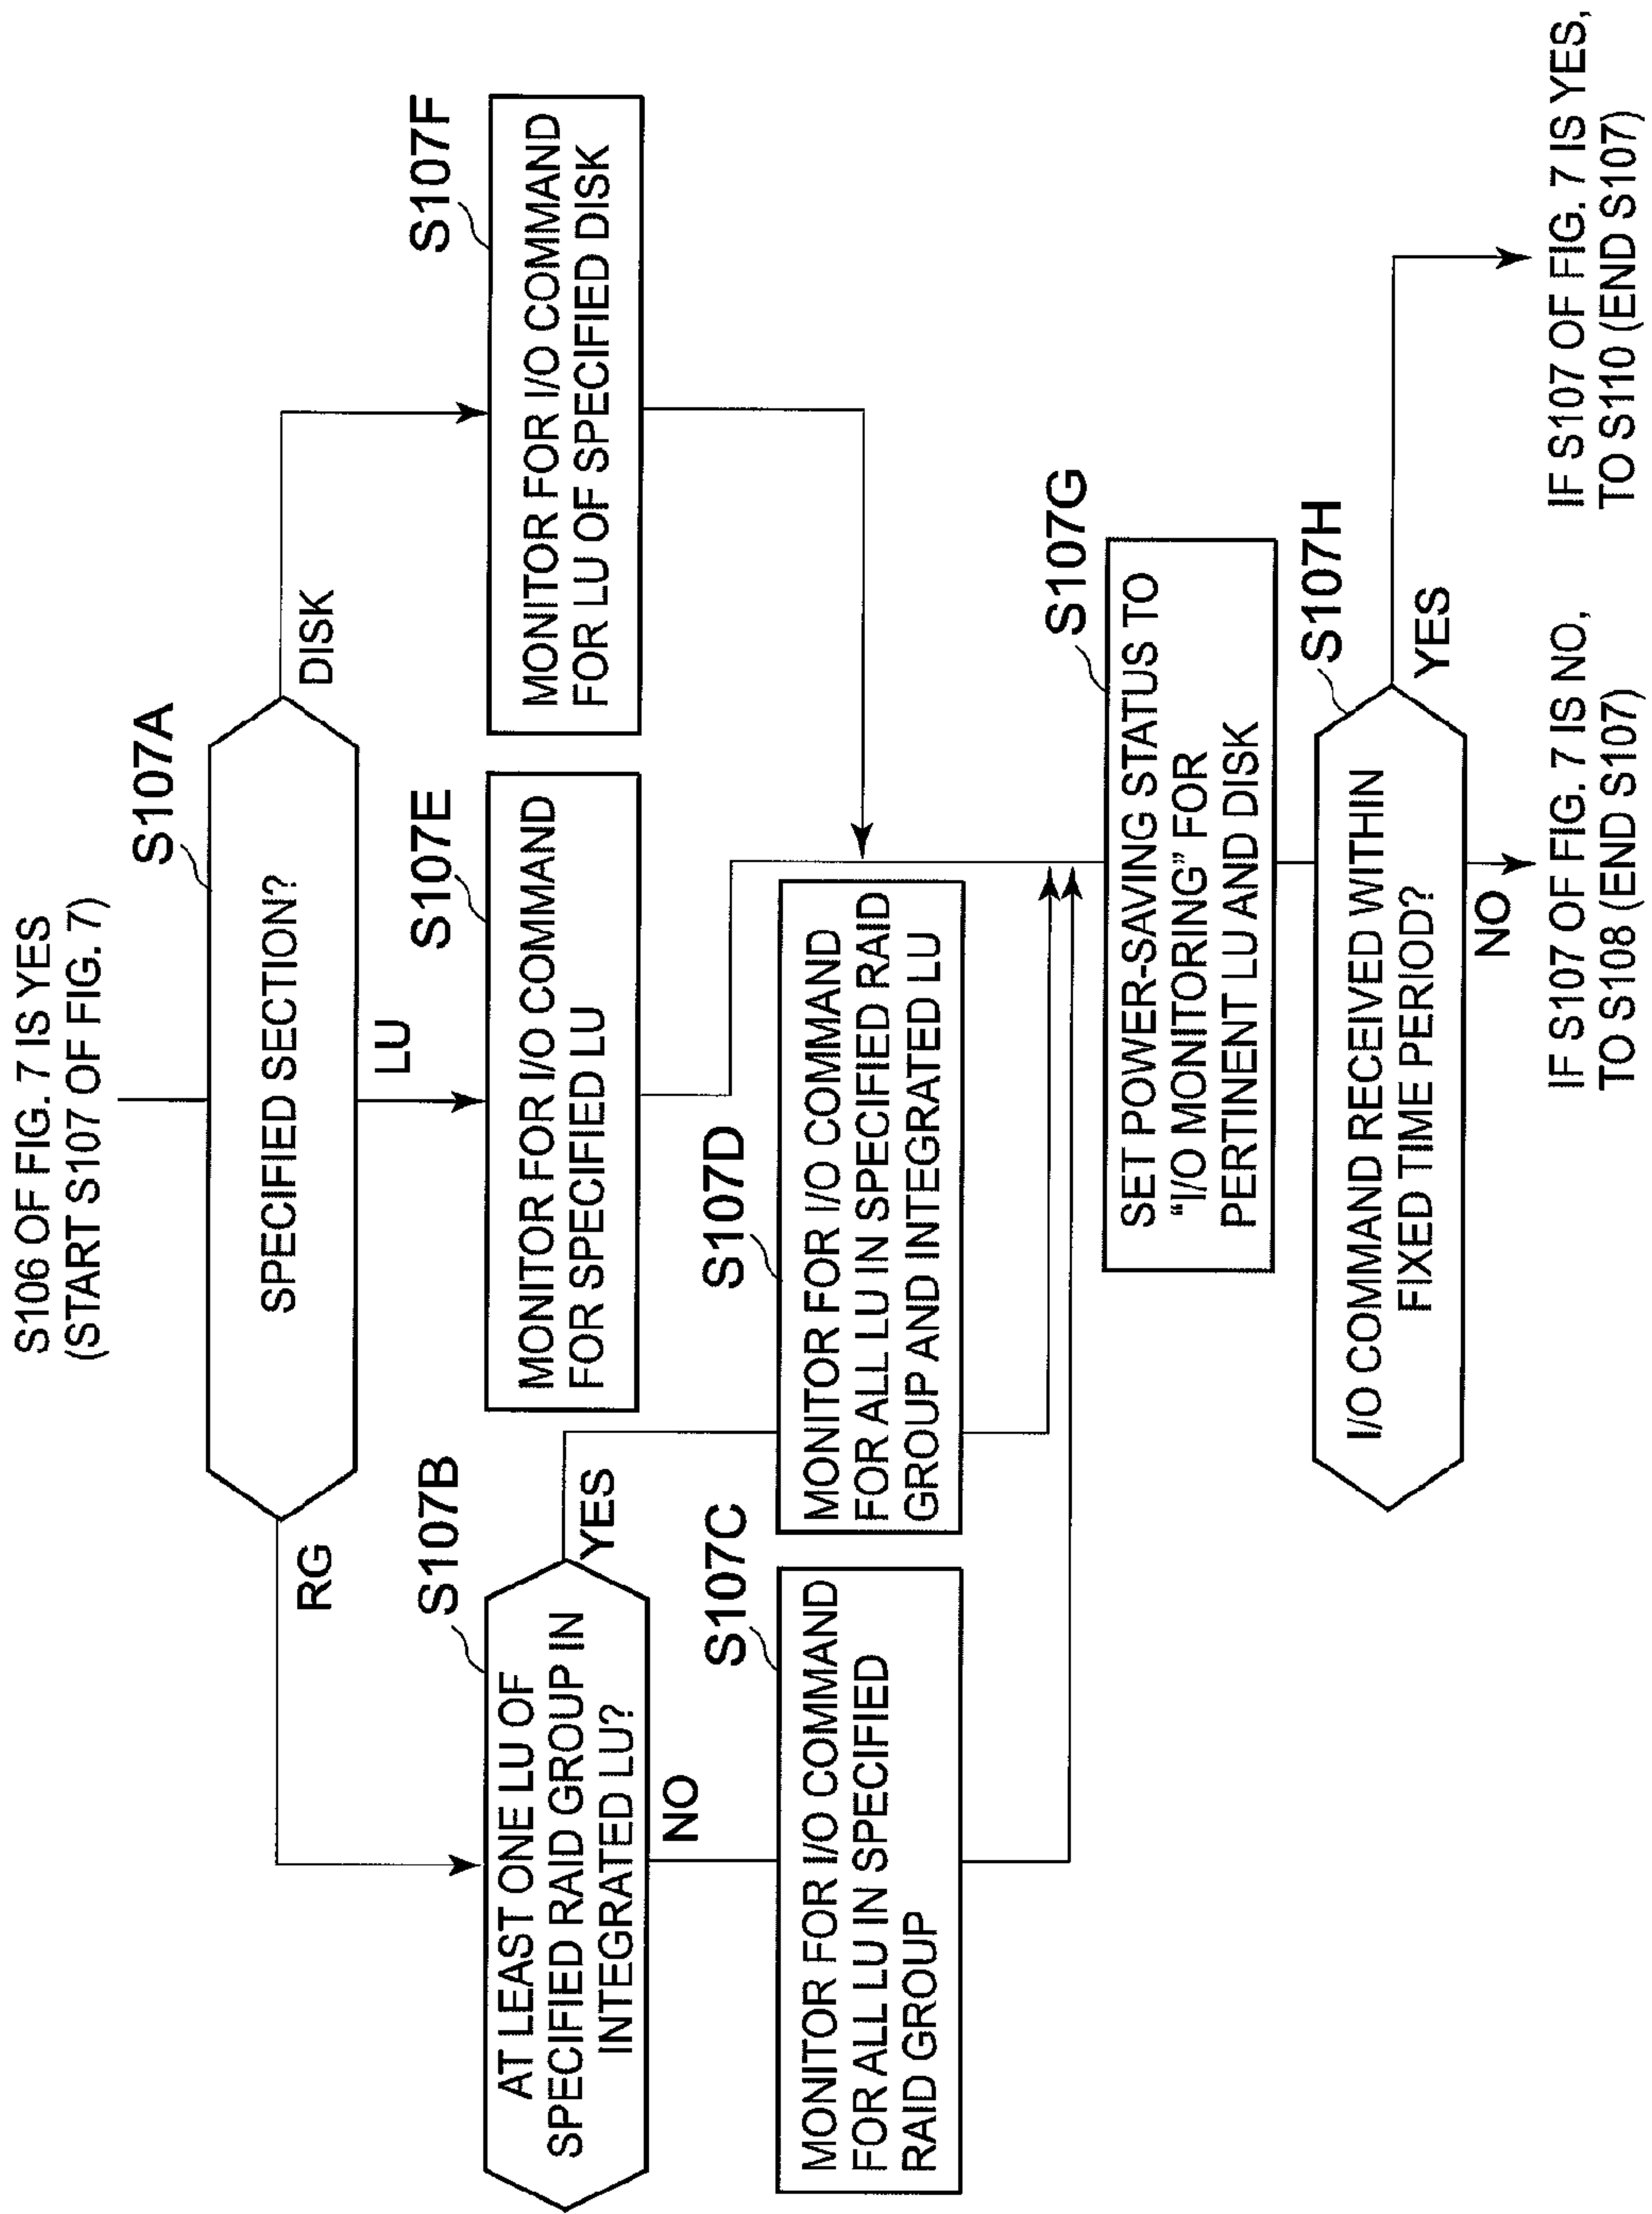 S106 OF FIG. 7 IS YES
(START S107 OF FIG. 7)
S107A
SPECIFIED SECTION?
RG
LU
DISK
S107B
AT LEAST ONE LU OF
SPECIFIED RAID GROUP IN
INTEGRATED LU?
YES
NO
S107E
MONITOR FOR I/O COMMAND
FOR SPECIFIED LU
S107F
MONITOR FOR I/O COMMAND
FOR LU OF SPECIFIED DISK
S107C
MONITOR FOR I/O COMMAND
FOR ALL LU IN SPECIFIED
RAID GROUP
S107D
MONITOR FOR I/O COMMAND
FOR ALL LU IN SPECIFIED RAID
GROUP AND INTEGRATED LU
S107G
SET POWER-SAVING STATUS TO
“I/O MONITORING” FOR
PERTINENT LU AND DISK
S107H
I/O COMMAND RECEIVED WITHIN
FIXED TIME PERIOD?
YES
NO
IF S107 OF FIG. 7 IS NO,
TO S108 (END S107)
IF S107 OF FIG. 7 IS YES,
TO S110 (END S107)